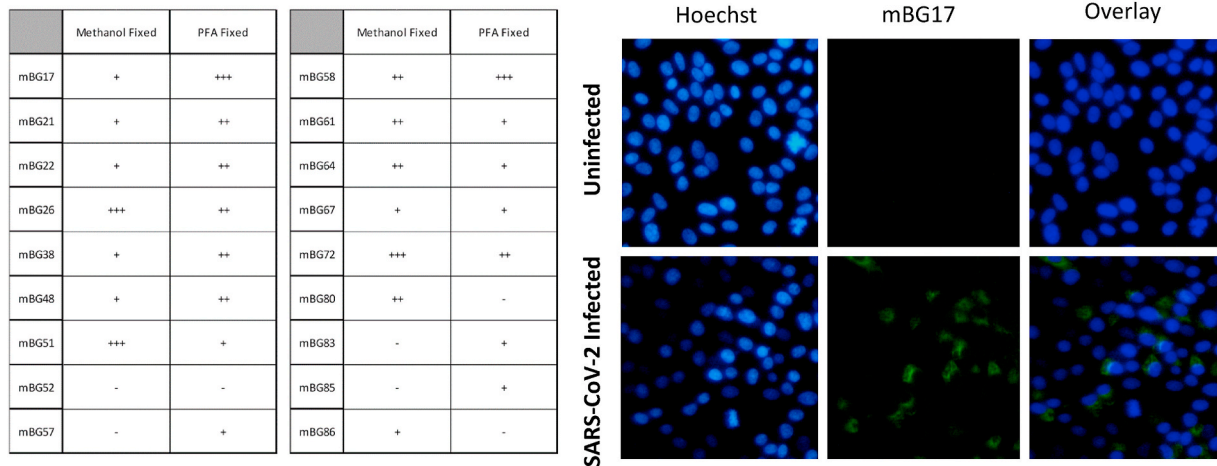 Methanol Fixed PFA Fixed
mBG17 + +++
mBG21 + ++
mBG22 + ++
mBG26 +++ ++
mBG38 + ++
mBG48 + ++
mBG51 +++ +
mBG52 - -
mBG57 - +
Methanol Fixed PFA Fixed
mBG58 ++ +++
mBG61 ++ +
mBG64 ++ +
mBG67 + +
mBG72 +++ ++
mBG80 ++ -
mBG83 - +
mBG85 - +
mBG86 + -
Hoechst mBG17 Overlay
Uninfected
SARS-CoV-2 Infected